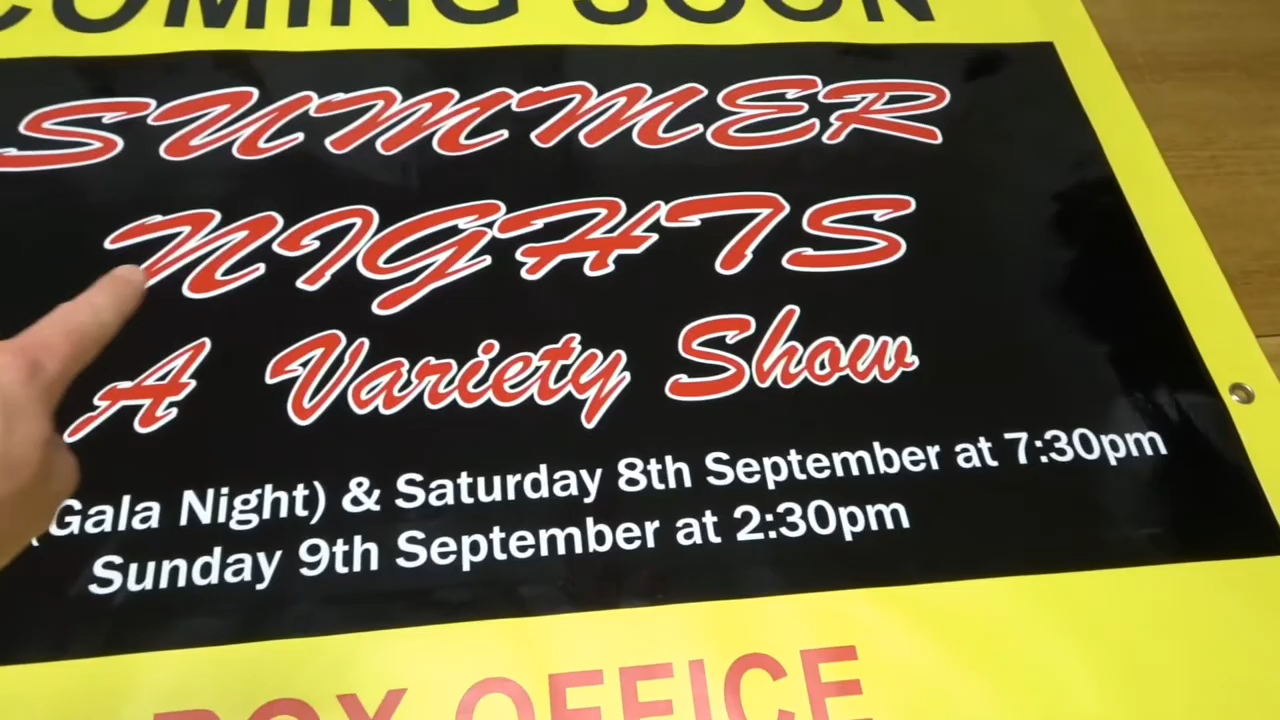 COMING SOON
SUMMER
NIGHTS
A Variety Show
(Gala Night) & Saturday 8th September at 7:30pm
Sunday 9th September at 2:30pm
BOX OFFICE